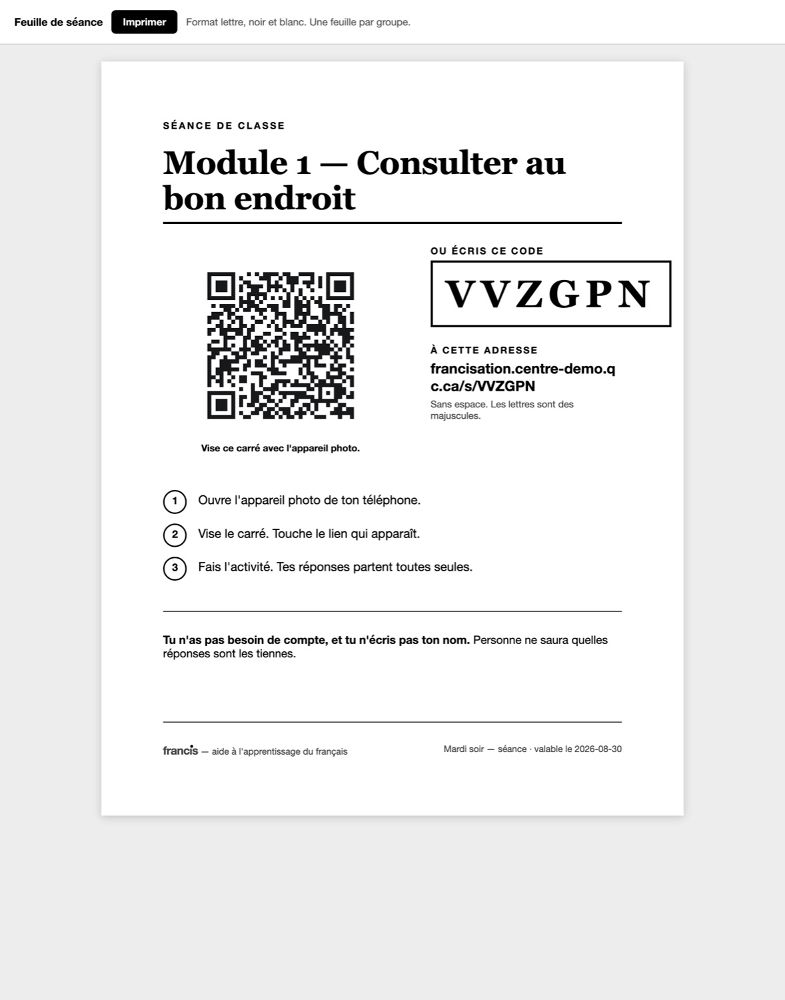 Feuille de séance
Imprimer
Format lettre, noir et blanc. Une feuille par groupe.
SÉANCE DE CLASSE
Module 1 — Consulter au
bon endroit
OU ÉCRIS CE CODE
VVZGPN
À CETTE ADRESSE
francisation.centre-demo.q
c.ca/s/VVZGPN
Sans espace. Les lettres sont des
majuscules.
Vise ce carré avec l'appareil photo.
1 Ouvre l'appareil photo de ton téléphone.
2 Vise le carré. Touche le lien qui apparaît.
3 Fais l'activité. Tes réponses partent toutes seules.
Tu n'as pas besoin de compte, et tu n'écris pas ton nom. Personne ne saura quelles
réponses sont les tiennes.
francis — aide à l'apprentissage du français
Mardi soir — séance · valable le 2026-08-30